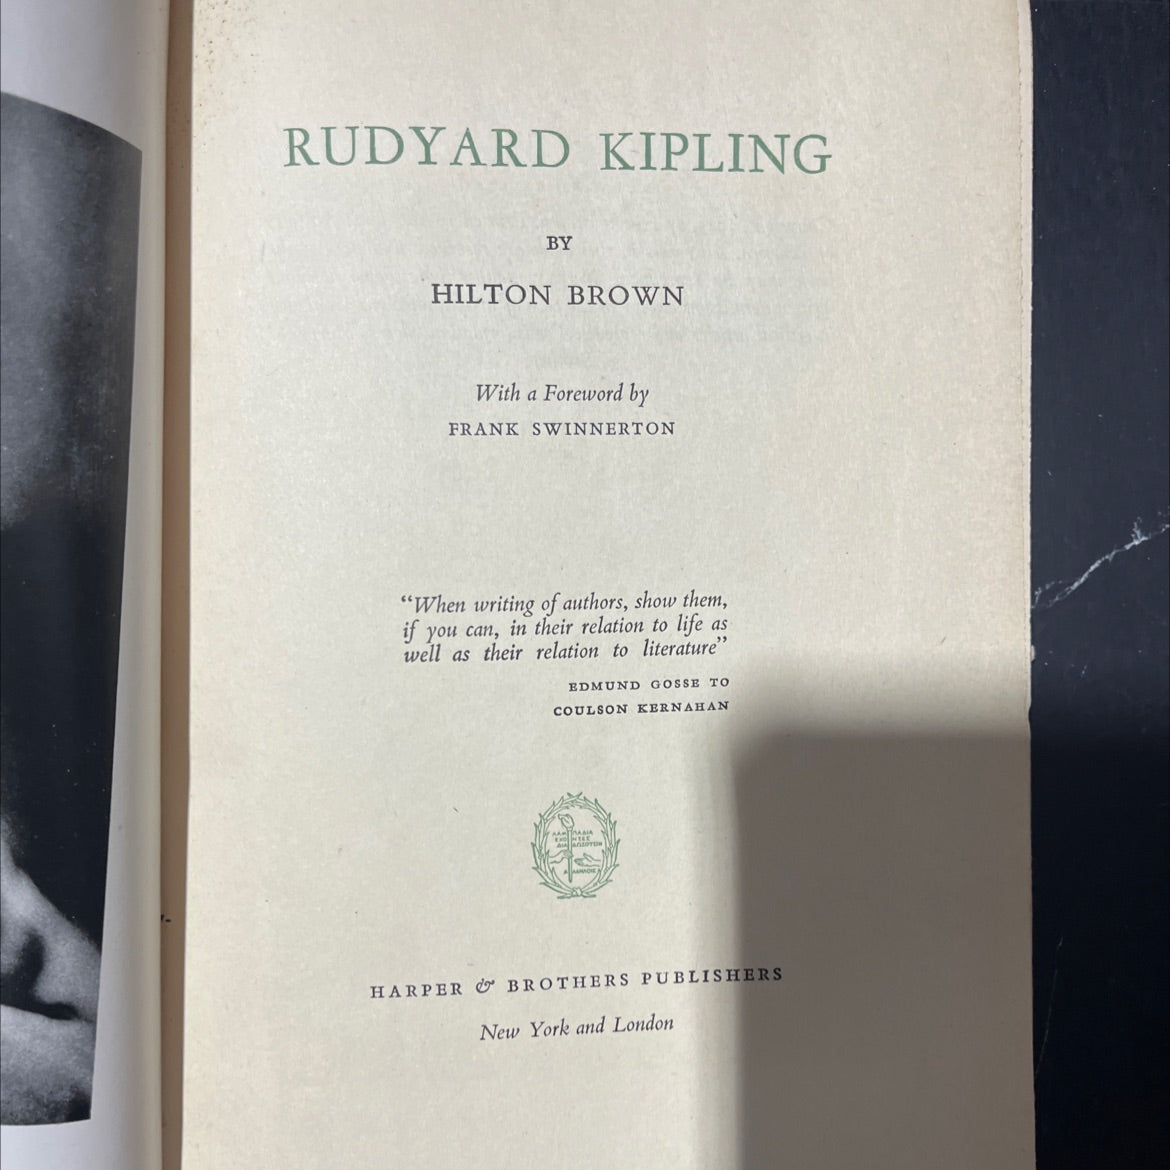 RUDYARD KIPLING
BY
HILTON BROWN
With a Foreword by
FRANK SWINNERTON
“When writing of authors, show them,
if you can, in their relation to life as
well as their relation to literature”
EDMUND GOSSE TO
COULSON KERNAHAN
HARPER & BROTHERS PUBLISHERS
New York and London